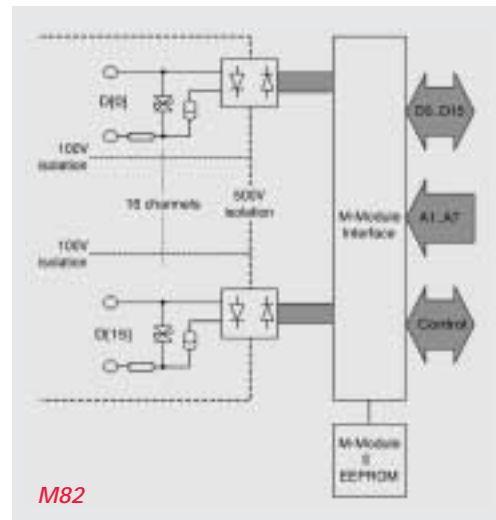 D[0]
100V
isolation
16 channels
500V
isolation
100V
isolation
D[15]
M-Module
Interface
D0..D15
A1..A7
Control
M-Module
EEPROM
M82